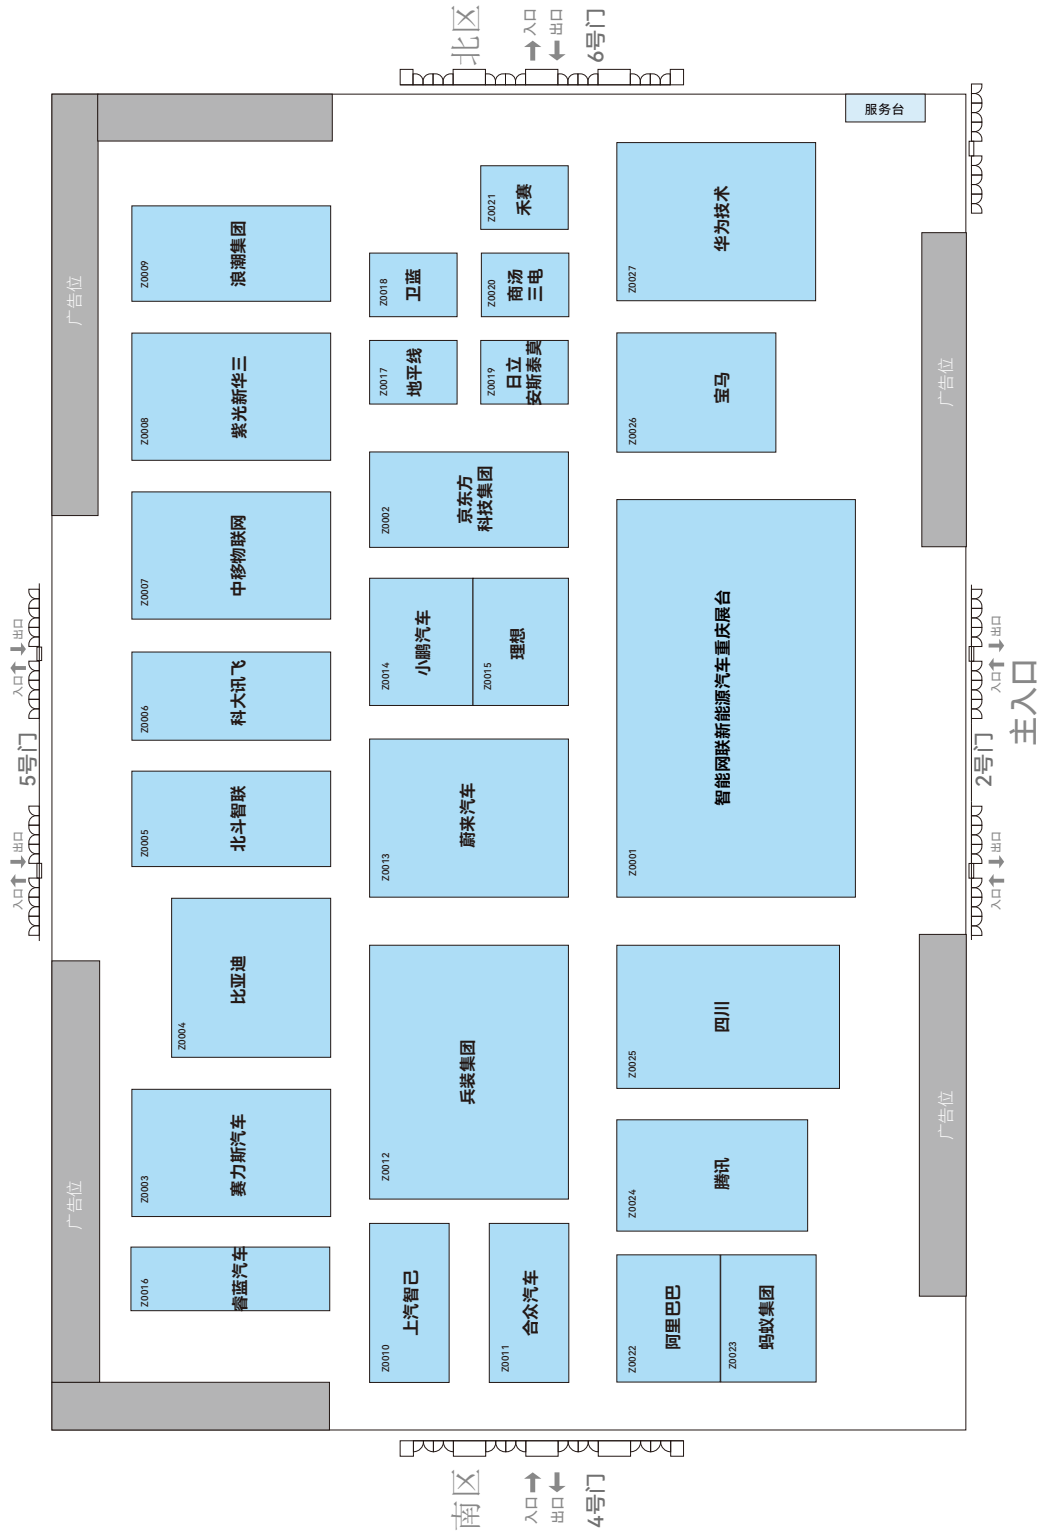 北区
入口
出口
6号门
服务台
广告位
Z0009
浪潮集团
Z0008
紫光新华三
Z0007
中移物联网
Z0006
科大讯飞
Z0005
北斗智联
Z0004
比亚迪
Z0003
赛力斯汽车
Z0016
睿蓝汽车
广告位
5号门
入口
出口
入口
出口
Z0021
禾赛
Z0018
卫蓝
Z0020
商汤
三电
Z0017
地平线
Z0019
日立
安斯泰莫
Z0002
京东方
科技集团
Z0014
小鹏汽车
Z0015
理想
Z0013
蔚来汽车
Z0012
兵装集团
Z0010
上汽智己
Z0011
合众汽车
Z0027
华为技术
Z0026
宝马
Z0001
智能网联新能源汽车重庆展台
Z0025
四川
Z0024
腾讯
Z0022
阿里巴巴
Z0023
蚂蚁集团
广告位
广告位
入口
出口
主入口
2号门
入口
出口
南区
入口
出口
4号门